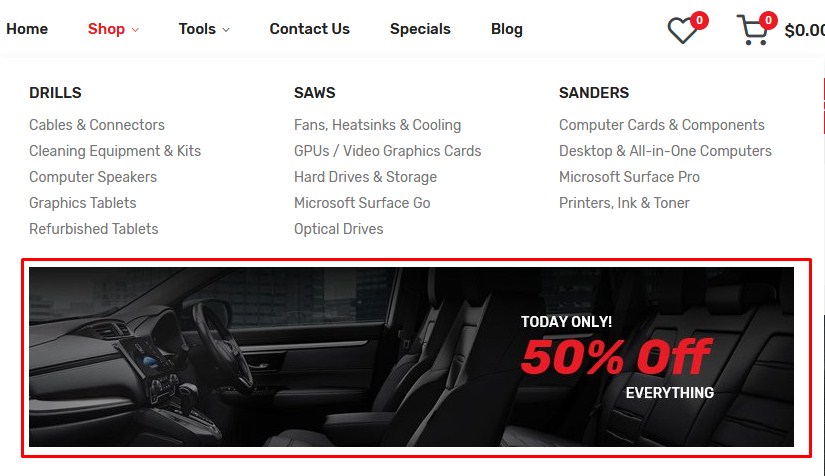 Home Shop Tools Contact Us Specials Blog 0 0 $0.00
DRILLS
Cables & Connectors
Cleaning Equipment & Kits
Computer Speakers
Graphics Tablets
Refurbished Tablets
SAWS
Fans, Heatsinks & Cooling
GPUs / Video Graphics Cards
Hard Drives & Storage
Microsoft Surface Go
Optical Drives
SANDERS
Computer Cards & Components
Desktop & All-in-One Computers
Microsoft Surface Pro
Printers, Ink & Toner
TODAY ONLY!
50% Off
EVERYTHING